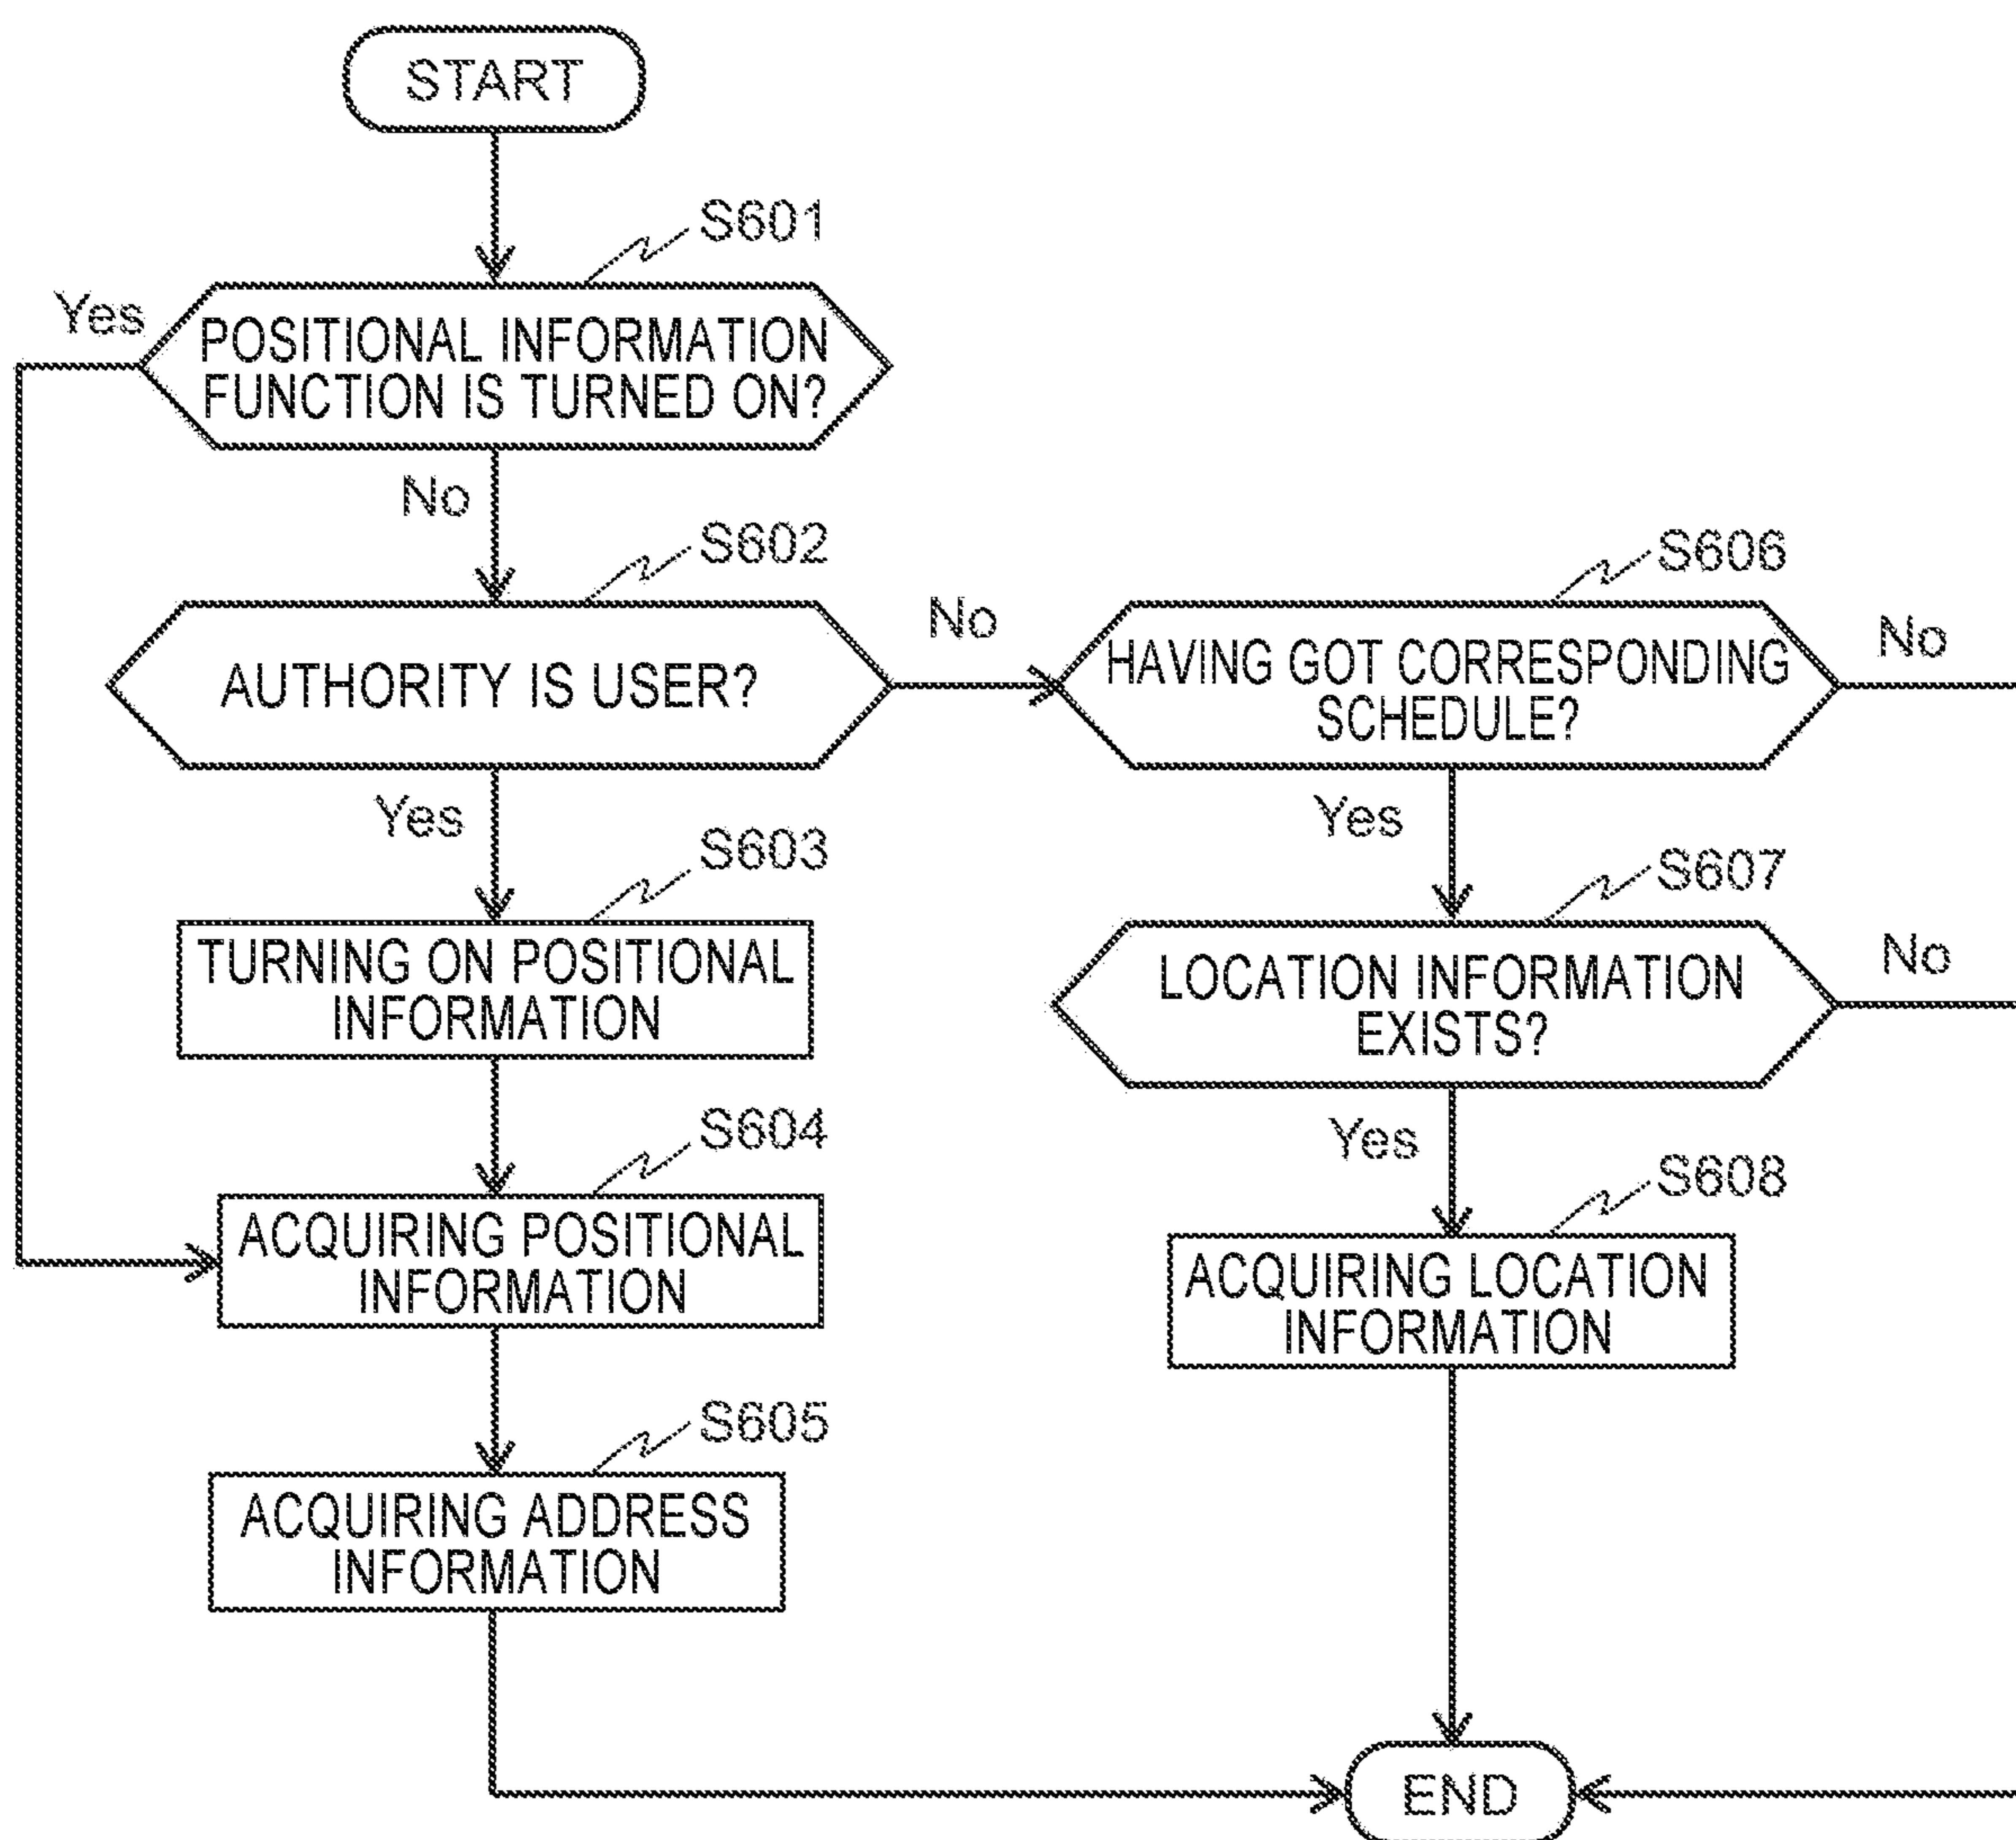 START
S601
Yes
POSITIONAL INFORMATION
FUNCTION IS TURNED ON?
No
S602
AUTHORITY IS USER?
No
S606
HAVING GOT CORRESPONDING
SCHEDULE?
No
Yes
S603
TURNING ON POSITIONAL
INFORMATION
Yes
S607
LOCATION INFORMATION
EXISTS?
No
S604
ACQUIRING POSITIONAL
INFORMATION
Yes
S608
ACQUIRING LOCATION
INFORMATION
S605
ACQUIRING ADDRESS
INFORMATION
END